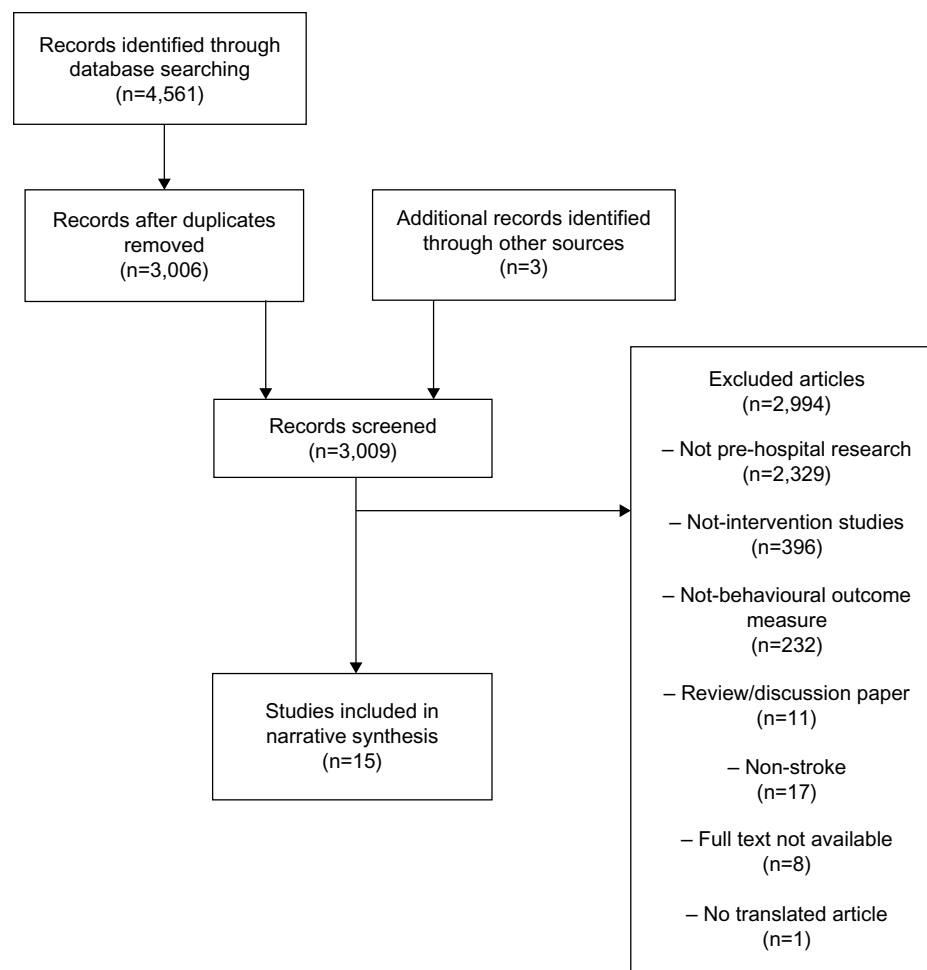 Records identified through
database searching
(n=4,561)
Records after duplicates
removed
(n=3,006)
Additional records identified
through other sources
(n=3)
Records screened
(n=3,009)
Excluded articles
(n=2,994)
– Not pre-hospital research
(n=2,329)
– Not-intervention studies
(n=396)
– Not-behavioural outcome
measure
(n=232)
– Review/discussion paper
(n=11)
– Non-stroke
(n=17)
– Full text not available
(n=8)
– No translated article
(n=1)
Studies included in
narrative synthesis
(n=15)